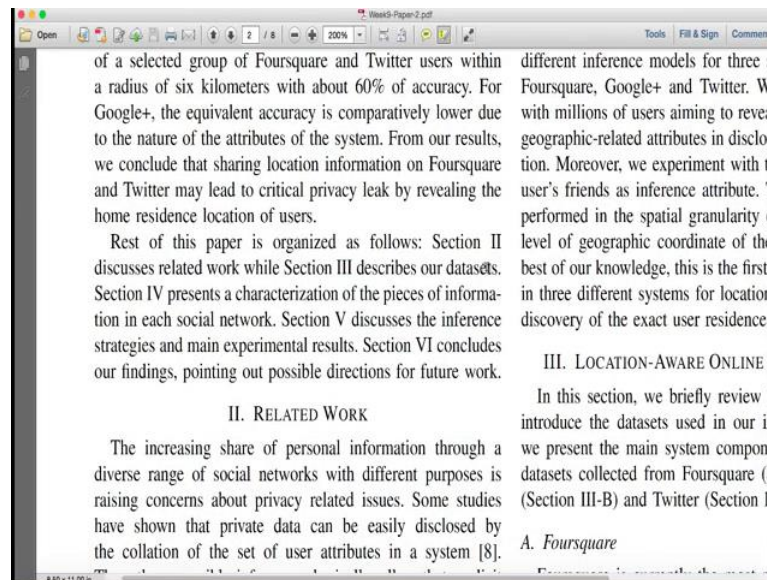 Week9-Paper-2.pdf
Open 2 / 8 200% Tools Fill & Sign Commen
of a selected group of Foursquare and Twitter users within
a radius of six kilometers with about 60% of accuracy. For
Google+, the equivalent accuracy is comparatively lower due
to the nature of the attributes of the system. From our results,
we conclude that sharing location information on Foursquare
and Twitter may lead to critical privacy leak by revealing the
home residence location of users.
Rest of this paper is organized as follows: Section II
discusses related work while Section III describes our datasets.
Section IV presents a characterization of the pieces of informa-
tion in each social network. Section V discusses the inference
strategies and main experimental results. Section VI concludes
our findings, pointing out possible directions for future work.
II. RELATED WORK
The increasing share of personal information through a
diverse range of social networks with different purposes is
raising concerns about privacy related issues. Some studies
have shown that private data can be easily disclosed by
the collation of the set of user attributes in a system [8].
different inference models for three
Foursquare, Google+ and Twitter. W
with millions of users aiming to revea
geographic-related attributes in disclo
tion. Moreover, we experiment with t
user's friends as inference attribute.
performed in the spatial granularity
level of geographic coordinate of the
best of our knowledge, this is the first
in three different systems for location
discovery of the exact user residence
III. LOCATION-AWARE ONLINE
In this section, we briefly review
introduce the datasets used in our i
we present the main system compon
datasets collected from Foursquare (
(Section III-B) and Twitter (Section
A. Foursquare
8.50 x 11.00 in